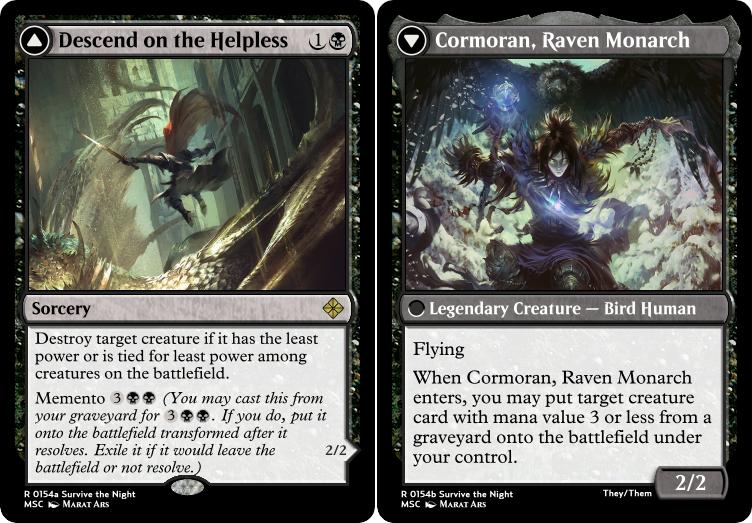 Descend on the Helpless 1
Sorcery
Destroy target creature if it has the least
power or is tied for least power among
creatures on the battlefield.
Memento 3 (You may cast this from
your graveyard for 3. If you do, put it
onto the battlefield transformed after it
resolves. Exile it if it would leave the
battlefield or not resolve.)
2/2
R 0154a Survive the Night
MSC Marat Ars
Cormoran, Raven Monarch
Legendary Creature — Bird Human
Flying
When Cormoran, Raven Monarch
enters, you may put target creature
card with mana value 3 or less from a
graveyard onto the battlefield under
your control.
2/2
R 0154b Survive the Night
They/Them
MSC Marat Ars